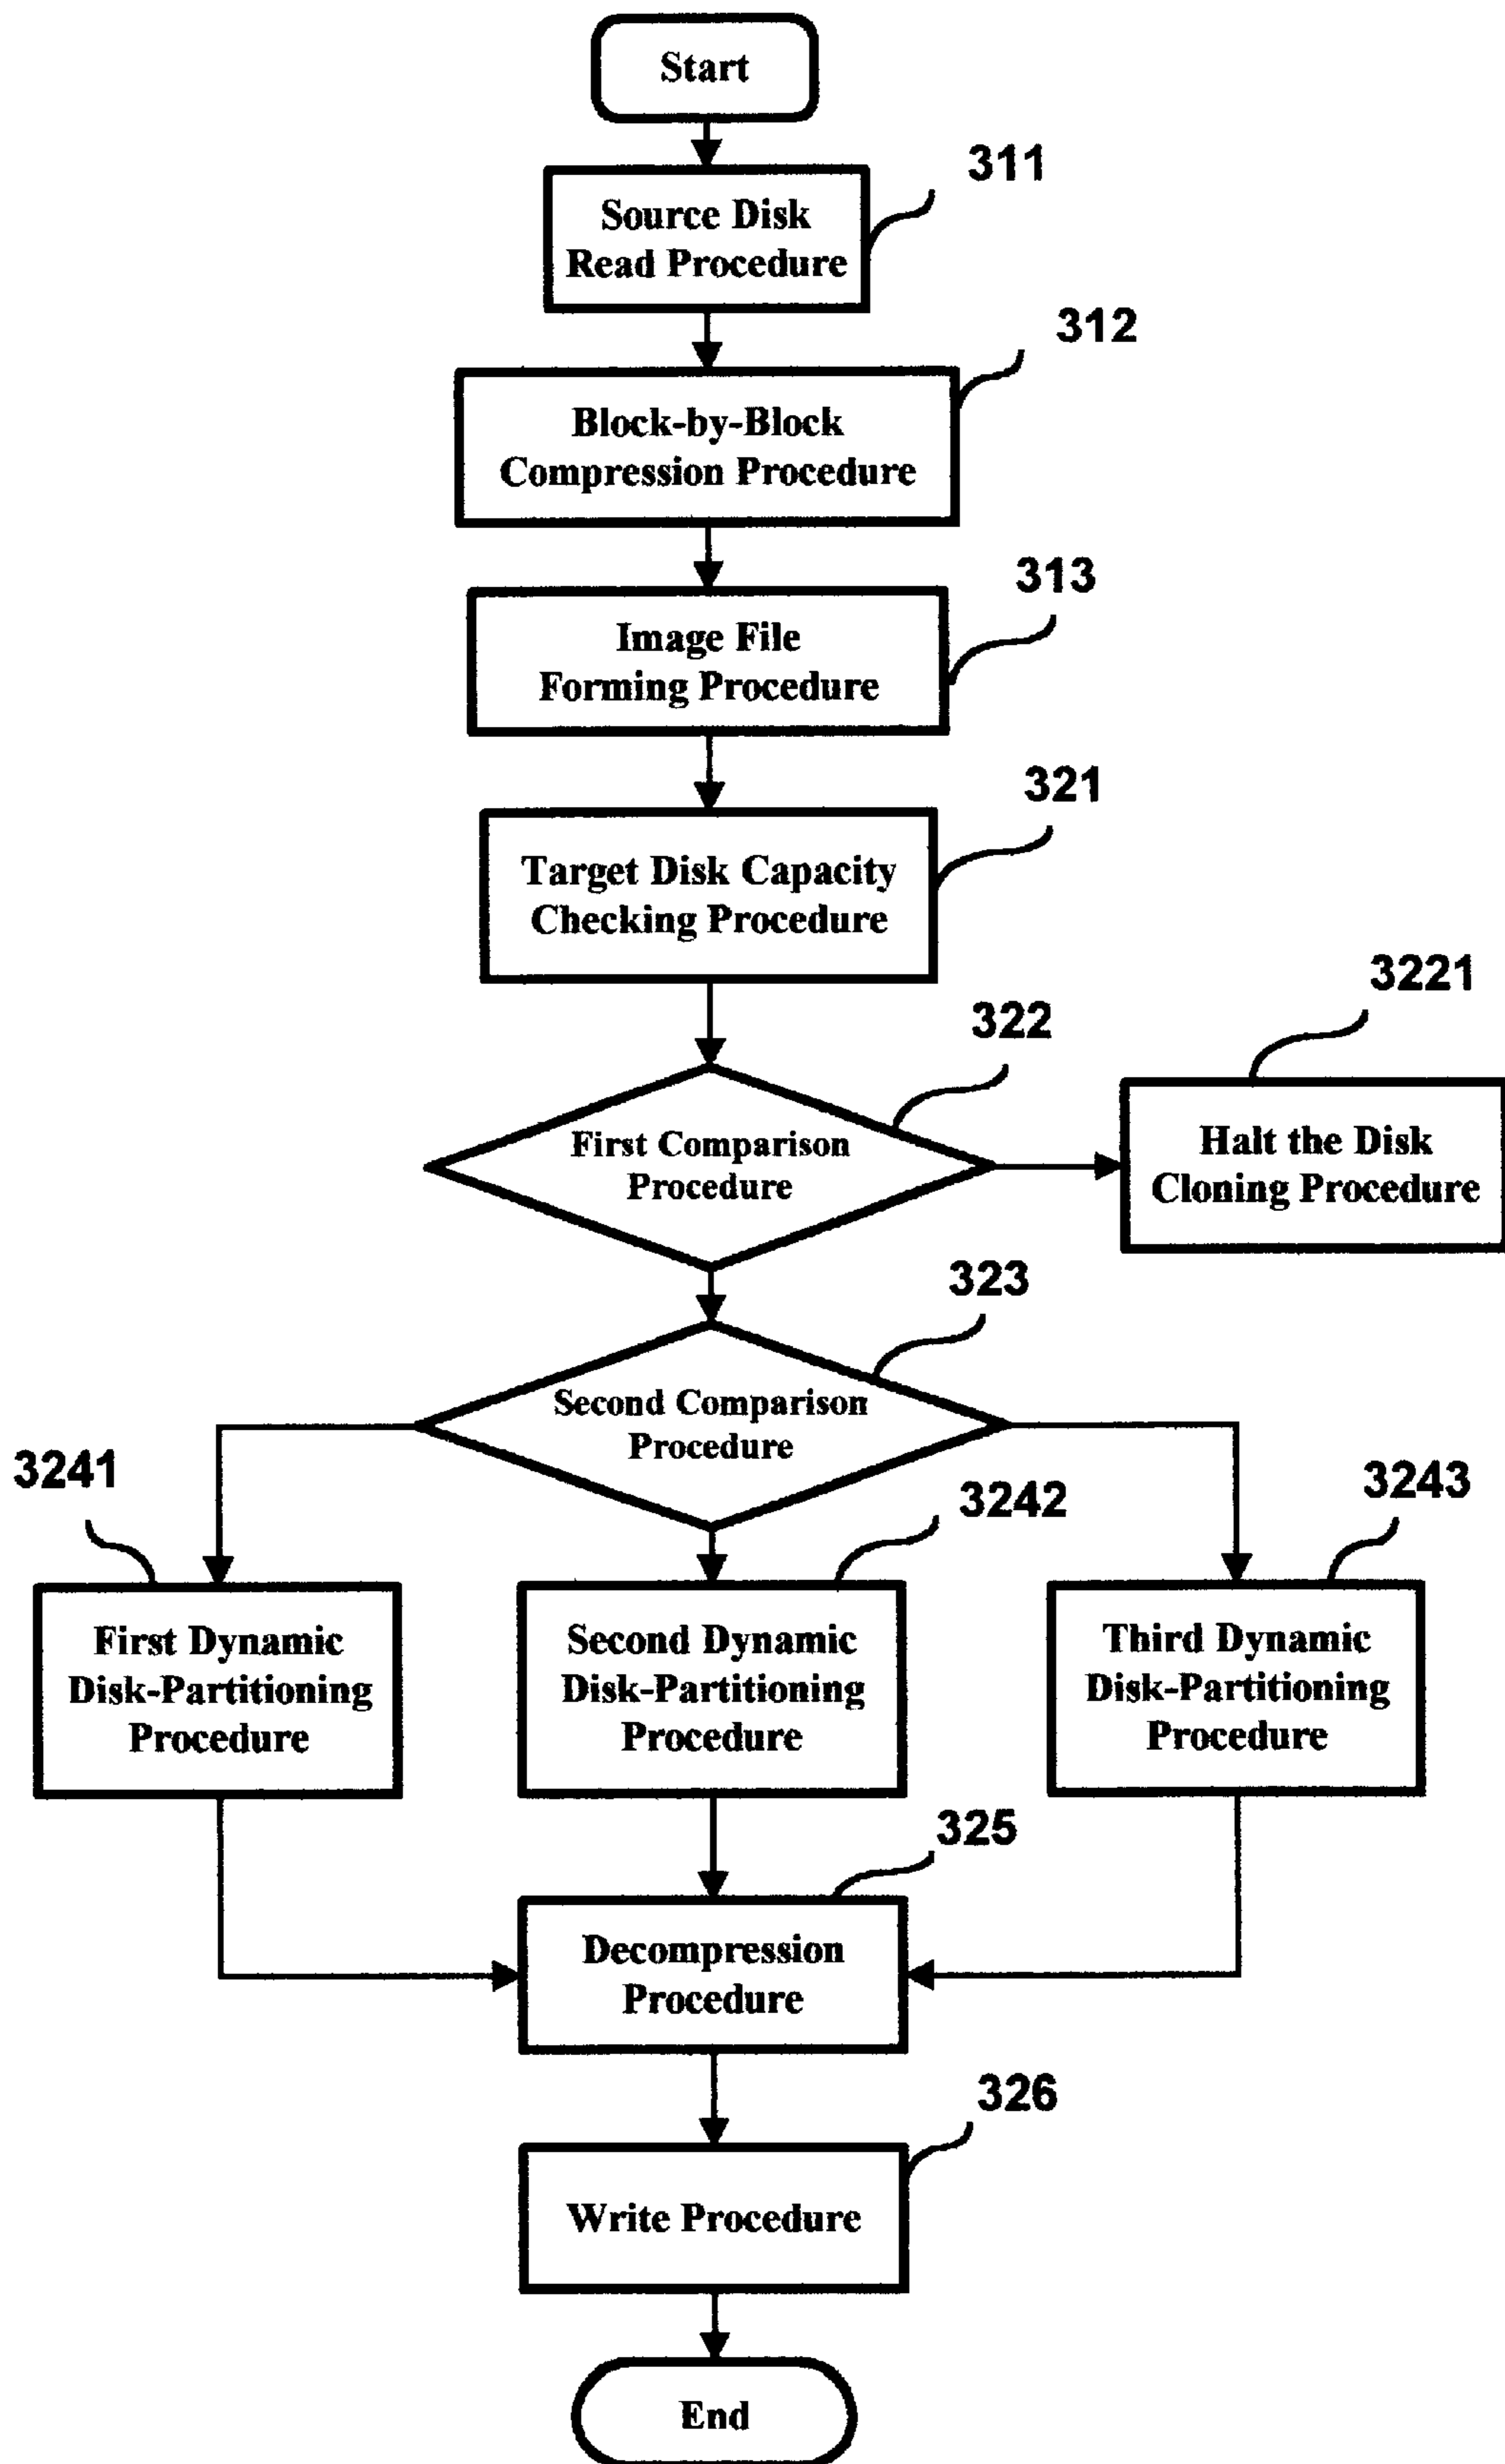 Start
311
Source Disk
Read Procedure
312
Block-by-Block
Compression Procedure
313
Image File
Forming Procedure
321
Target Disk Capacity
Checking Procedure
322
First Comparison
Procedure
3221
Halt the Disk
Cloning Procedure
323
Second Comparison
Procedure
3241
First Dynamic
Disk-Partitioning
Procedure
3242
Second Dynamic
Disk-Partitioning
Procedure
3243
Third Dynamic
Disk-Partitioning
Procedure
325
Decompression
Procedure
326
Write Procedure
End